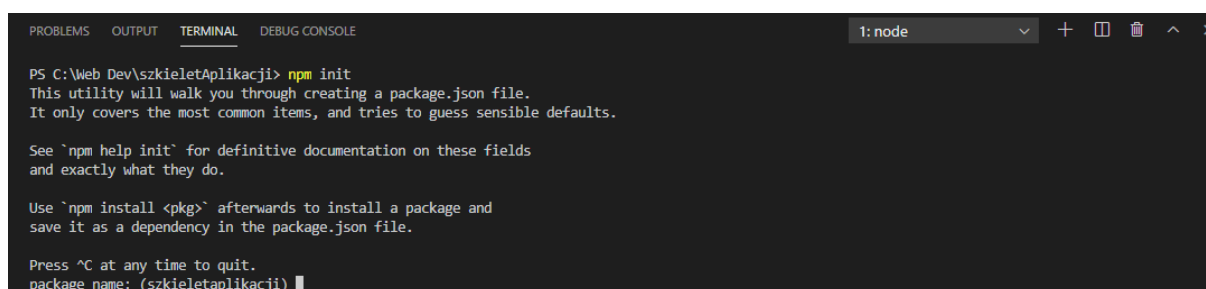 PROBLEMS OUTPUT TERMINAL DEBUG CONSOLE 1: node
PS C:\Web Dev\szkieletAplikacji> npm init
This utility will walk you through creating a package.json file.
It only covers the most common items, and tries to guess sensible defaults.
See `npm help init` for definitive documentation on these fields
and exactly what they do.
Use `npm install <pkg>` afterwards to install a package and
save it as a dependency in the package.json file.
Press ^C at any time to quit.
package name: (szkieletaplikacji)